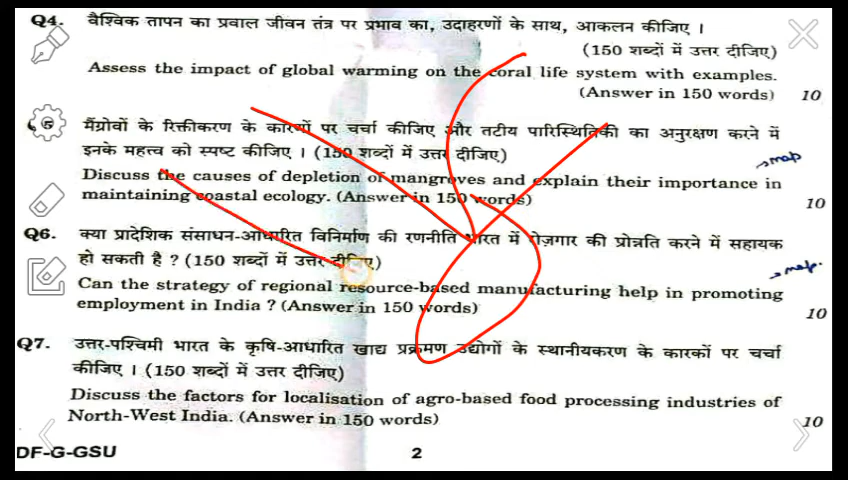 Q4. वैश्विक तापन का प्रवाल जीवन तंत्र पर प्रभाव का, उदाहरणों के साथ, आकलन कीजिए ।
(150 शब्दों में उत्तर दीजिए)
Assess the impact of global warming on the coral life system with examples.
(Answer in 150 words) 10
5 मैंग्रोवों के रिक्तीकरण के कारणों पर चर्चा कीजिए और तटीय पारिस्थितिकी का अनुरक्षण करने में
इनके महत्त्व को स्पष्ट कीजिए । (150 शब्दों में उत्तर दीजिए)
map
Discuss the causes of depletion of mangroves and explain their importance in
maintaining coastal ecology. (Answer in 150 words) 10
Q6. क्या प्रादेशिक संसाधन-आधारित विनिर्माण की रणनीति भारत में रोज़गार की प्रोन्नति करने में सहायक
हो सकती है ? (150 शब्दों में उत्तर दीजिए)
map.
Can the strategy of regional resource-based manufacturing help in promoting
employment in India ? (Answer in 150 words) 10
Q7. उत्तर-पश्चिमी भारत के कृषि-आधारित खाद्य प्रक्रमण उद्योगों के स्थानीयकरण के कारकों पर चर्चा
कीजिए । (150 शब्दों में उत्तर दीजिए)
Discuss the factors for localisation of agro-based food processing industries of
North-West India. (Answer in 150 words) 10
DF-G-GSU 2